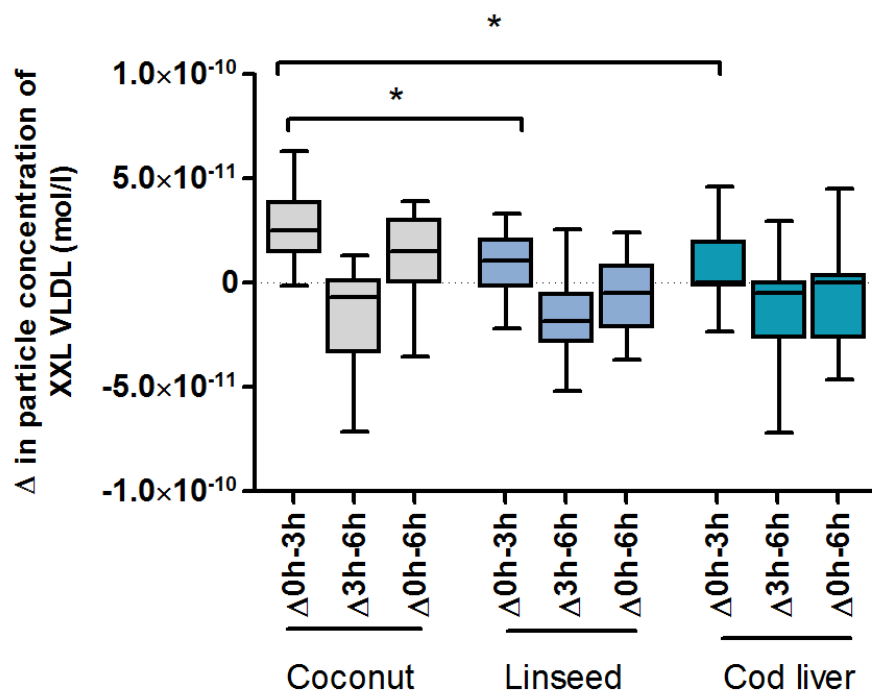 *
*
Δ in particle concentration of
XXL VLDL (mol/l)
1.0×10⁻¹⁰
5.0×10⁻¹¹
0
-5.0×10⁻¹¹
-1.0×10⁻¹⁰
Δ0h-3h
Δ3h-6h
Δ0h-6h
Δ0h-3h
Δ3h-6h
Δ0h-6h
Δ0h-3h
Δ3h-6h
Δ0h-6h
Coconut
Linseed
Cod liver